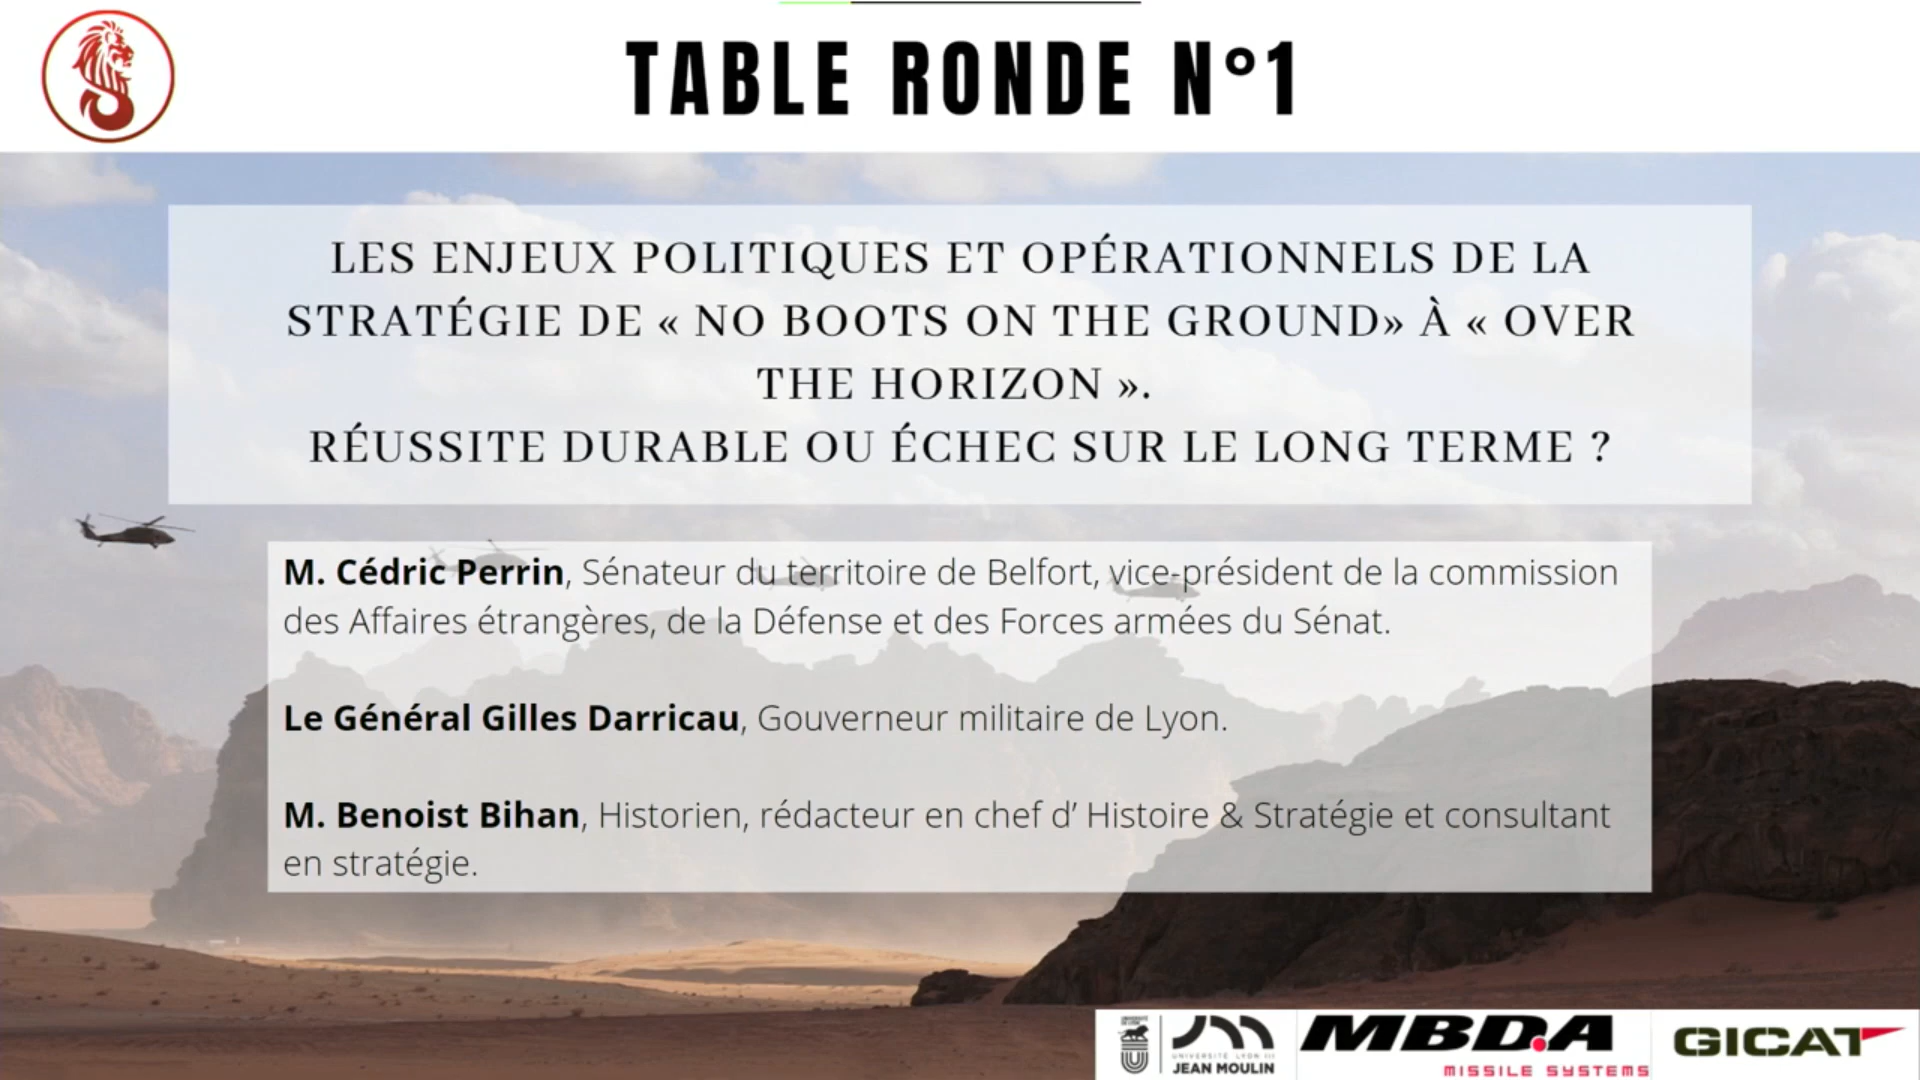 TABLE RONDE N°1
LES ENJEUX POLITIQUES ET OPÉRATIONNELS DE LA
STRATÉGIE DE « NO BOOTS ON THE GROUND» À « OVER
THE HORIZON ».
RÉUSSITE DURABLE OU ÉCHEC SUR LE LONG TERME ?
M. Cédric Perrin, Sénateur du territoire de Belfort, vice-président de la commission
des Affaires étrangères, de la Défense et des Forces armées du Sénat.
Le Général Gilles Darricau, Gouverneur militaire de Lyon.
M. Benoist Bihan, Historien, rédacteur en chef d’ Histoire & Stratégie et consultant
en stratégie.
UNIVERSITÉ LYON III
JEAN MOULIN
MBDA
MISSILE SYSTEMS
GICAT